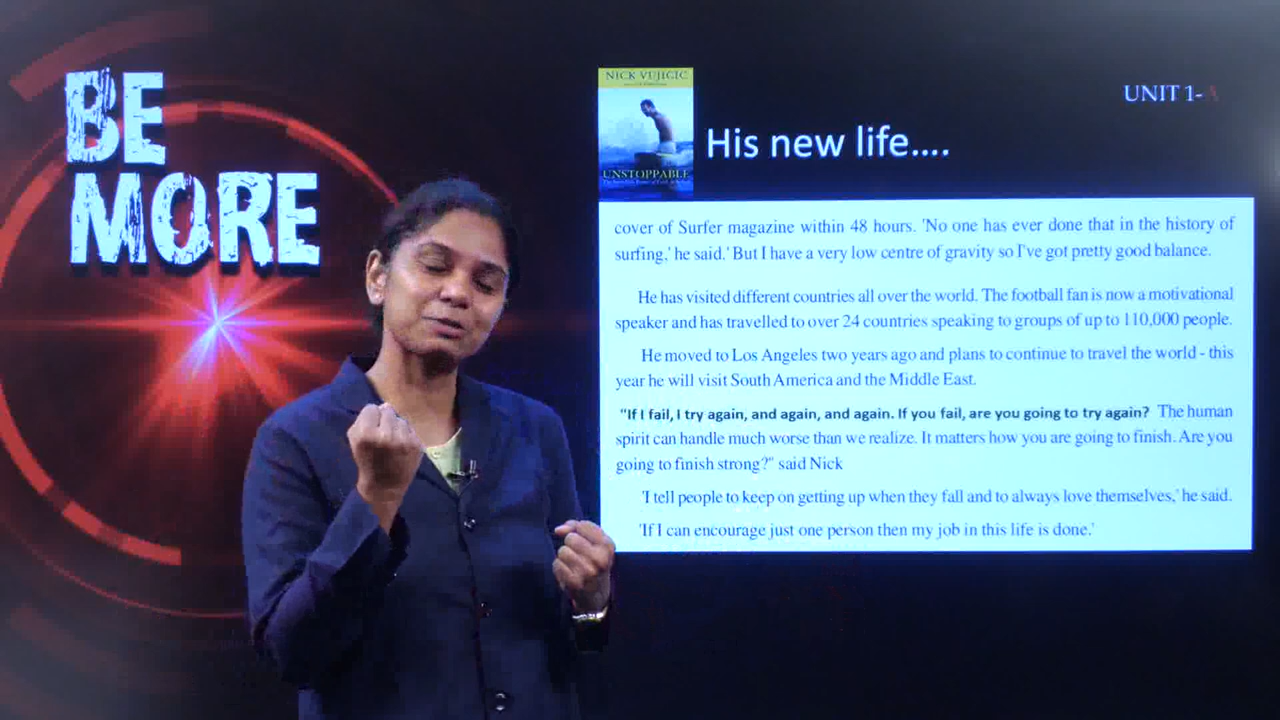 BE
MORE
NICK VUJICIC
UNSTOPPABLE
UNIT 1-A
His new life....
cover of Surfer magazine within 48 hours. 'No one has ever done that in the history of
surfing,' he said.' But I have a very low centre of gravity so I've got pretty good balance.
He has visited different countries all over the world. The football fan is now a motivational
speaker and has travelled to over 24 countries speaking to groups of up to 110,000 people.
He moved to Los Angeles two years ago and plans to continue to travel the world - this
year he will visit South America and the Middle East.
"If I fail, I try again, and again, and again. If you fail, are you going to try again? The human
spirit can handle much worse than we realize. It matters how you are going to finish. Are you
going to finish strong?" said Nick
'I tell people to keep on getting up when they fall and to always love themselves,' he said.
'If I can encourage just one person then my job in this life is done.'